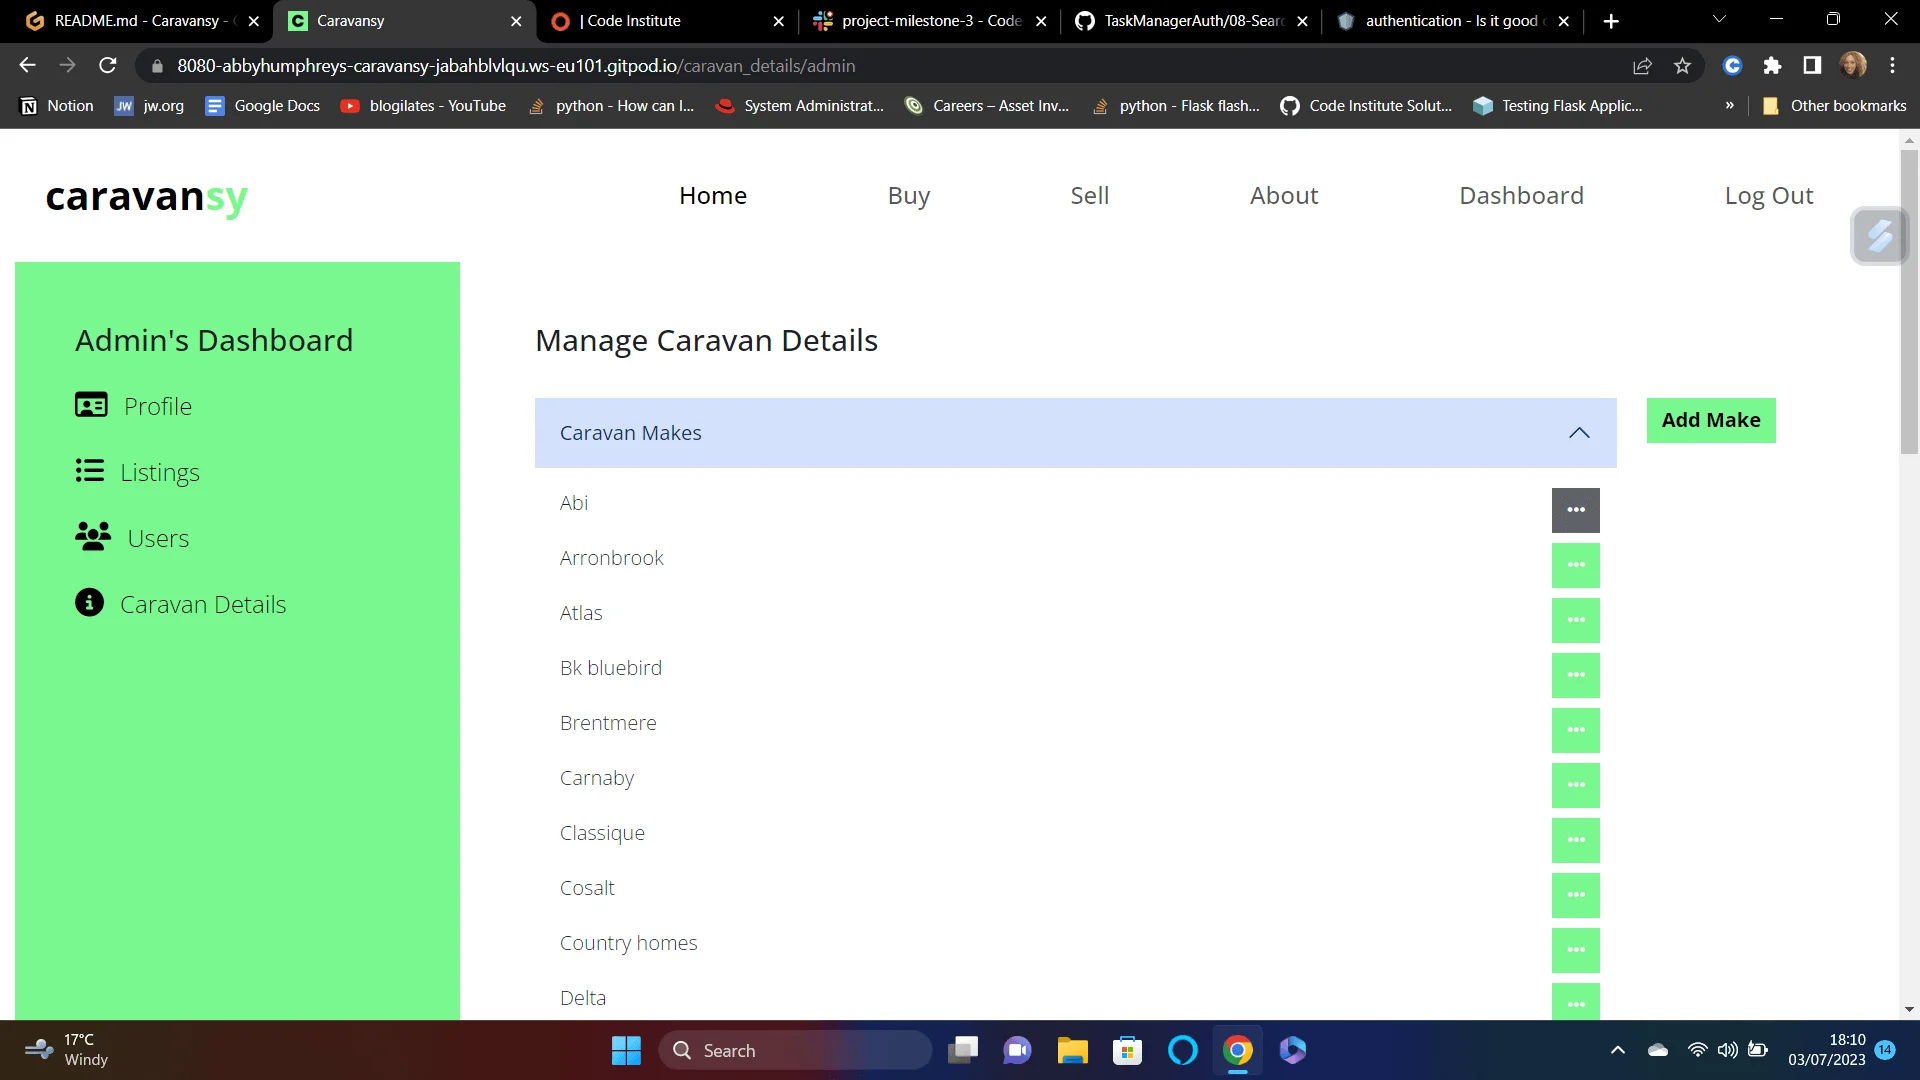 README.md - Caravansy -
Caravansy
| Code Institute
project-milestone-3 - Code
TaskManagerAuth/08-Sear
authentication - Is it good
8080-abbyhumphreys-caravansy-jabahblvlqu.ws-eu101.gitpod.io/caravan_details/admin
Notion
JW jw.org
Google Docs
blogilates - YouTube
python - How can I...
System Administrat...
Careers – Asset Inv...
python - Flask flash...
Code Institute Solut...
Testing Flask Applic...
»
Other bookmarks
caravansy
Home
Buy
Sell
About
Dashboard
Log Out
Admin's Dashboard
Profile
Listings
Users
Caravan Details
Manage Caravan Details
Caravan Makes
Add Make
Abi
Arronbrook
Atlas
Bk bluebird
Brentmere
Carnaby
Classique
Cosalt
Country homes
Delta
17°C
Windy
Search
18:10
03/07/2023
14